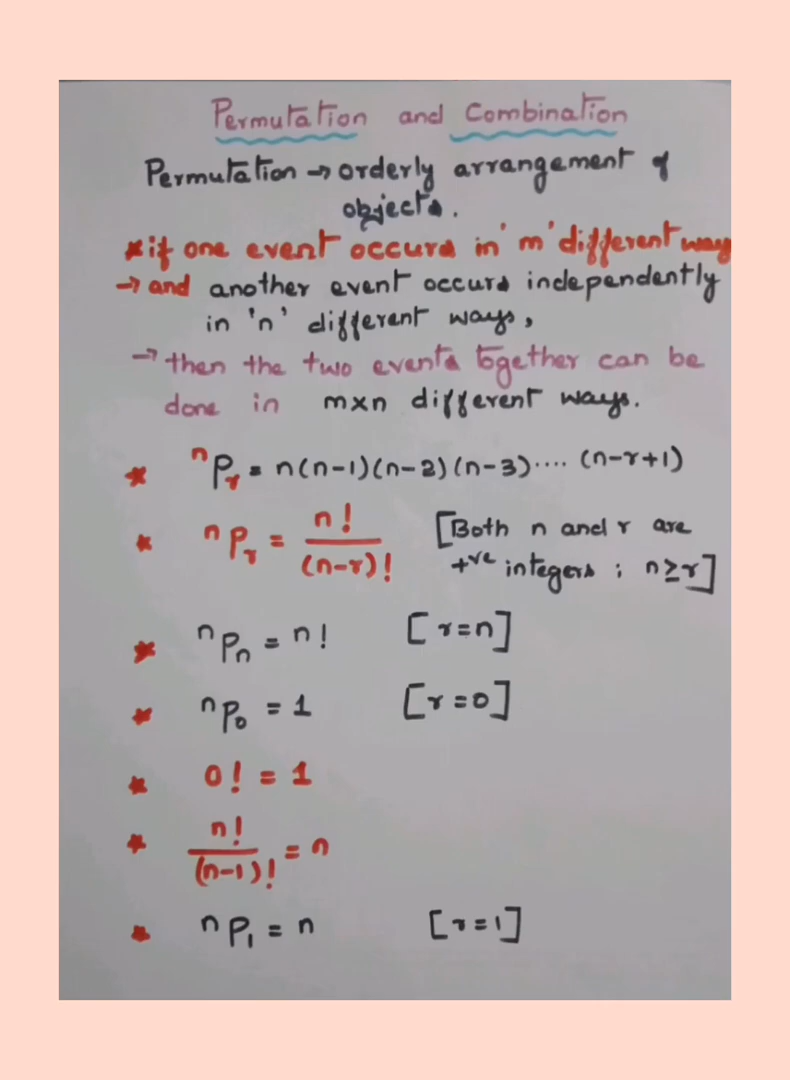 Permutation and Combination
Permutation → orderly arrangement of
objects.
* if one event occurs in 'm' different way
→ and another event occurs independently
in 'n' different ways,
→ then the two events together can be
done in m×n different ways.
* ⁿPᵣ = n(n-1)(n-2)(n-3)···· (n-r+1)
* ⁿPᵣ = n!/(n-r)! [Both n and r are
+ve integers ; n≥r]
* ⁿPₙ = n! [r=n]
* ⁿP₀ = 1 [r=0]
* 0! = 1
* n!/(n-1)! = n
* ⁿP₁ = n [r=1]